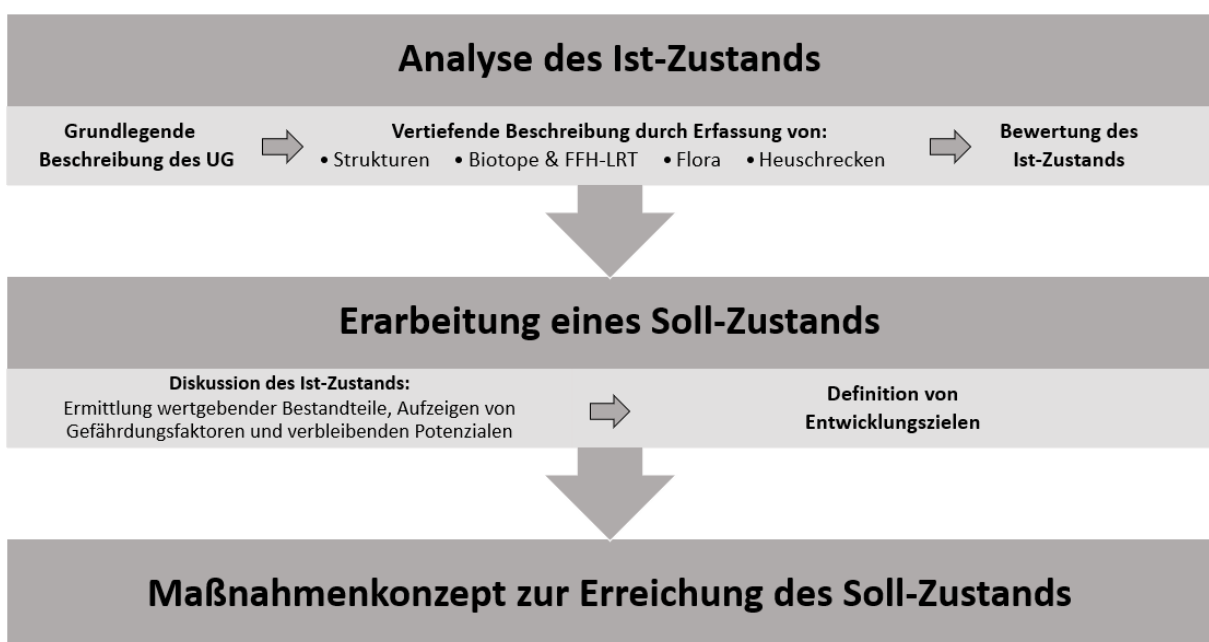 Analyse des Ist-Zustands
Grundlegende
Beschreibung des UG
Vertiefende Beschreibung durch Erfassung von:
• Strukturen • Biotope & FFH-LRT • Flora • Heuschrecken
Bewertung des
Ist-Zustands
Erarbeitung eines Soll-Zustands
Diskussion des Ist-Zustands:
Ermittlung wertgebender Bestandteile, Aufzeigen von
Gefährdungsfaktoren und verbleibenden Potenzialen
Definition von
Entwicklungszielen
Maßnahmenkonzept zur Erreichung des Soll-Zustands